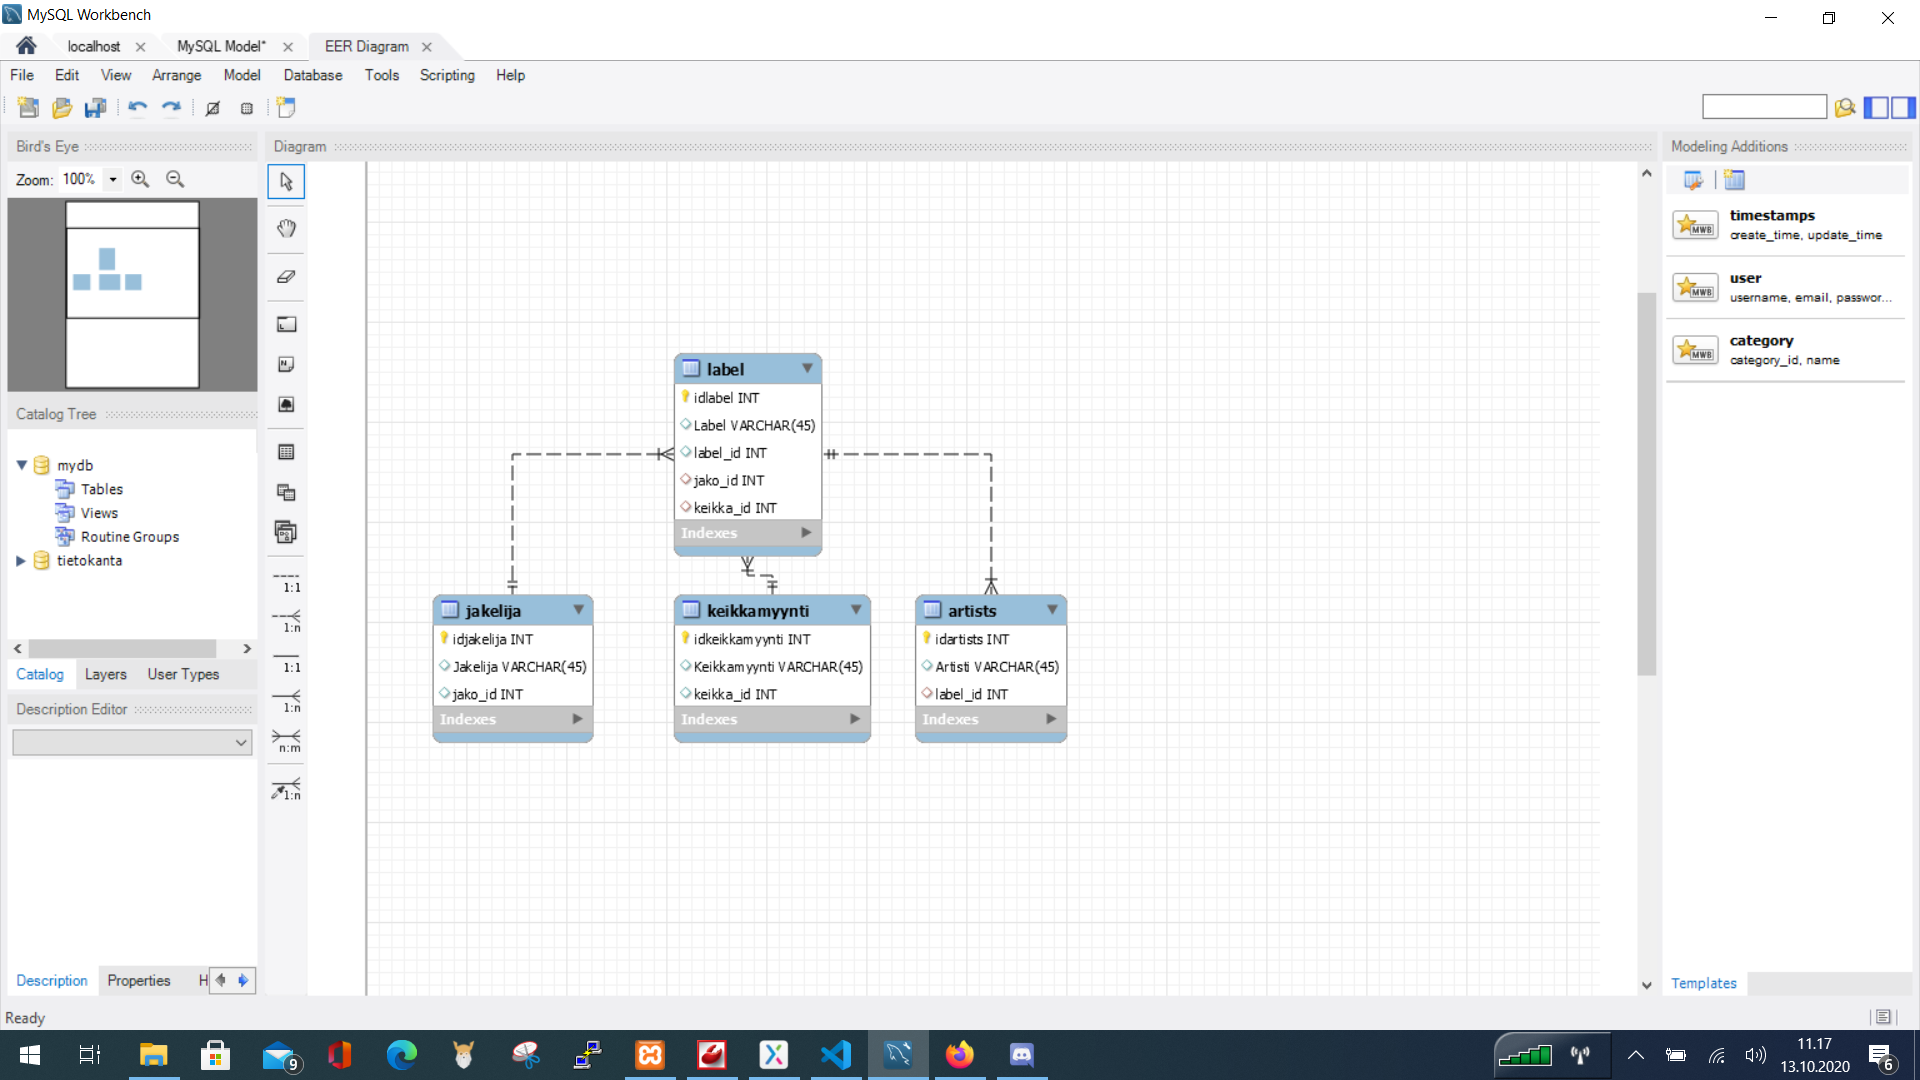 MySQL Workbench
localhost
MySQL Model*
EER Diagram
File Edit View Arrange Model Database Tools Scripting Help
Bird's Eye
Diagram
Modeling Additions
Zoom: 100%
timestamps
create_time, update_time
user
username, email, passwor...
category
category_id, name
label
idlabel INT
Label VARCHAR(45)
label_id INT
jako_id INT
keikka_id INT
Indexes
Catalog Tree
mydb
Tables
Views
Routine Groups
tietokanta
1:1
1:n
1:1
1:n
n:m
1:n
jakelija
idjakelija INT
Jakelija VARCHAR(45)
jako_id INT
Indexes
keikkamyynti
idkeikkamyynti INT
Keikkamyynti VARCHAR(45)
keikka_id INT
Indexes
artists
idartists INT
Artisti VARCHAR(45)
label_id INT
Indexes
Catalog Layers User Types
Description Editor
Description Properties H
Templates
Ready
9
11.17
13.10.2020
6
MWB
MWB
MWB